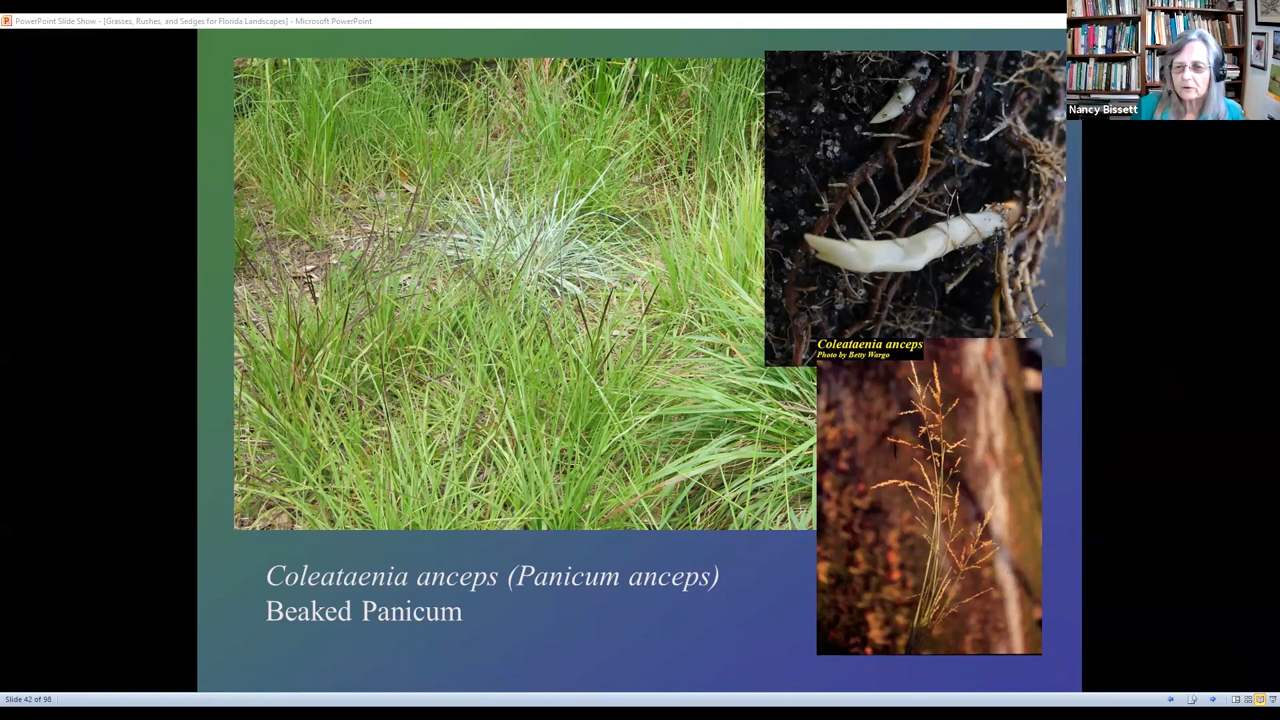 PowerPoint Slide Show - [Grasses, Rushes, and Sedges for Florida Landscapes] - Microsoft PowerPoint
Nancy Bissett
Coleataenia anceps
Photo by Betty Wargo
Coleataenia anceps (Panicum anceps)
Beaked Panicum
Slide 42 of 98